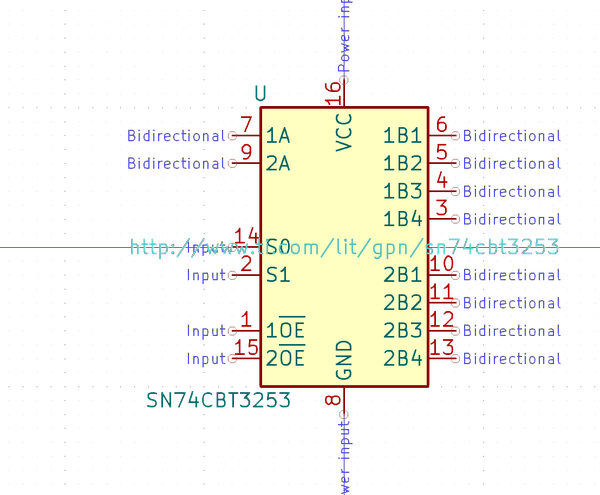 Power inp
16
U
VCC
Bidirectional 7 1A 1B1 6 Bidirectional
Bidirectional 9 2A 1B2 5 Bidirectional
1B3 4 Bidirectional
1B4 3 Bidirectional
Input 14 S0
http://www.ti.com/lit/gpn/sn74cbt3253
Input 2 S1 2B1 10 Bidirectional
2B2 11 Bidirectional
Input 1 1OE 2B3 12 Bidirectional
Input 15 2OE 2B4 13 Bidirectional
GND
SN74CBT3253
8
wer input